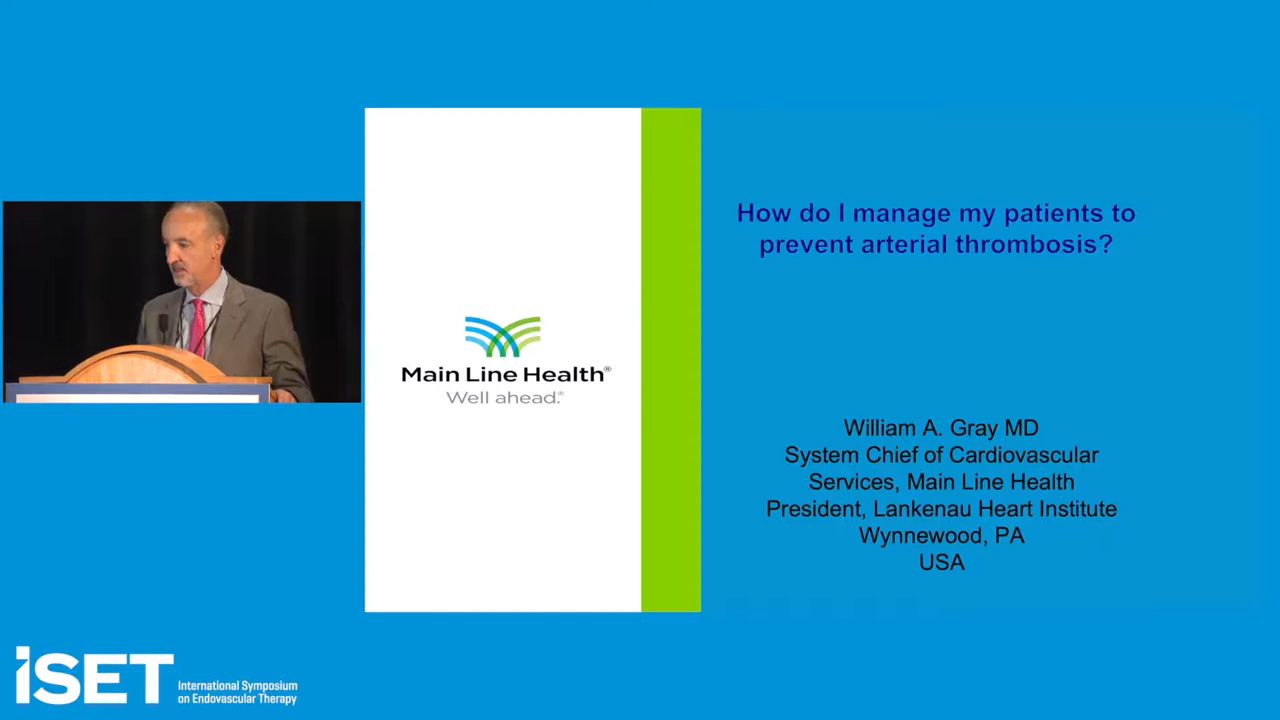 How do I manage my patients to
prevent arterial thrombosis?
Main Line Health®
Well ahead.®
William A. Gray MD
System Chief of Cardiovascular
Services, Main Line Health
President, Lankenau Heart Institute
Wynnewood, PA
USA
iSET
International Symposium
on Endovascular Therapy